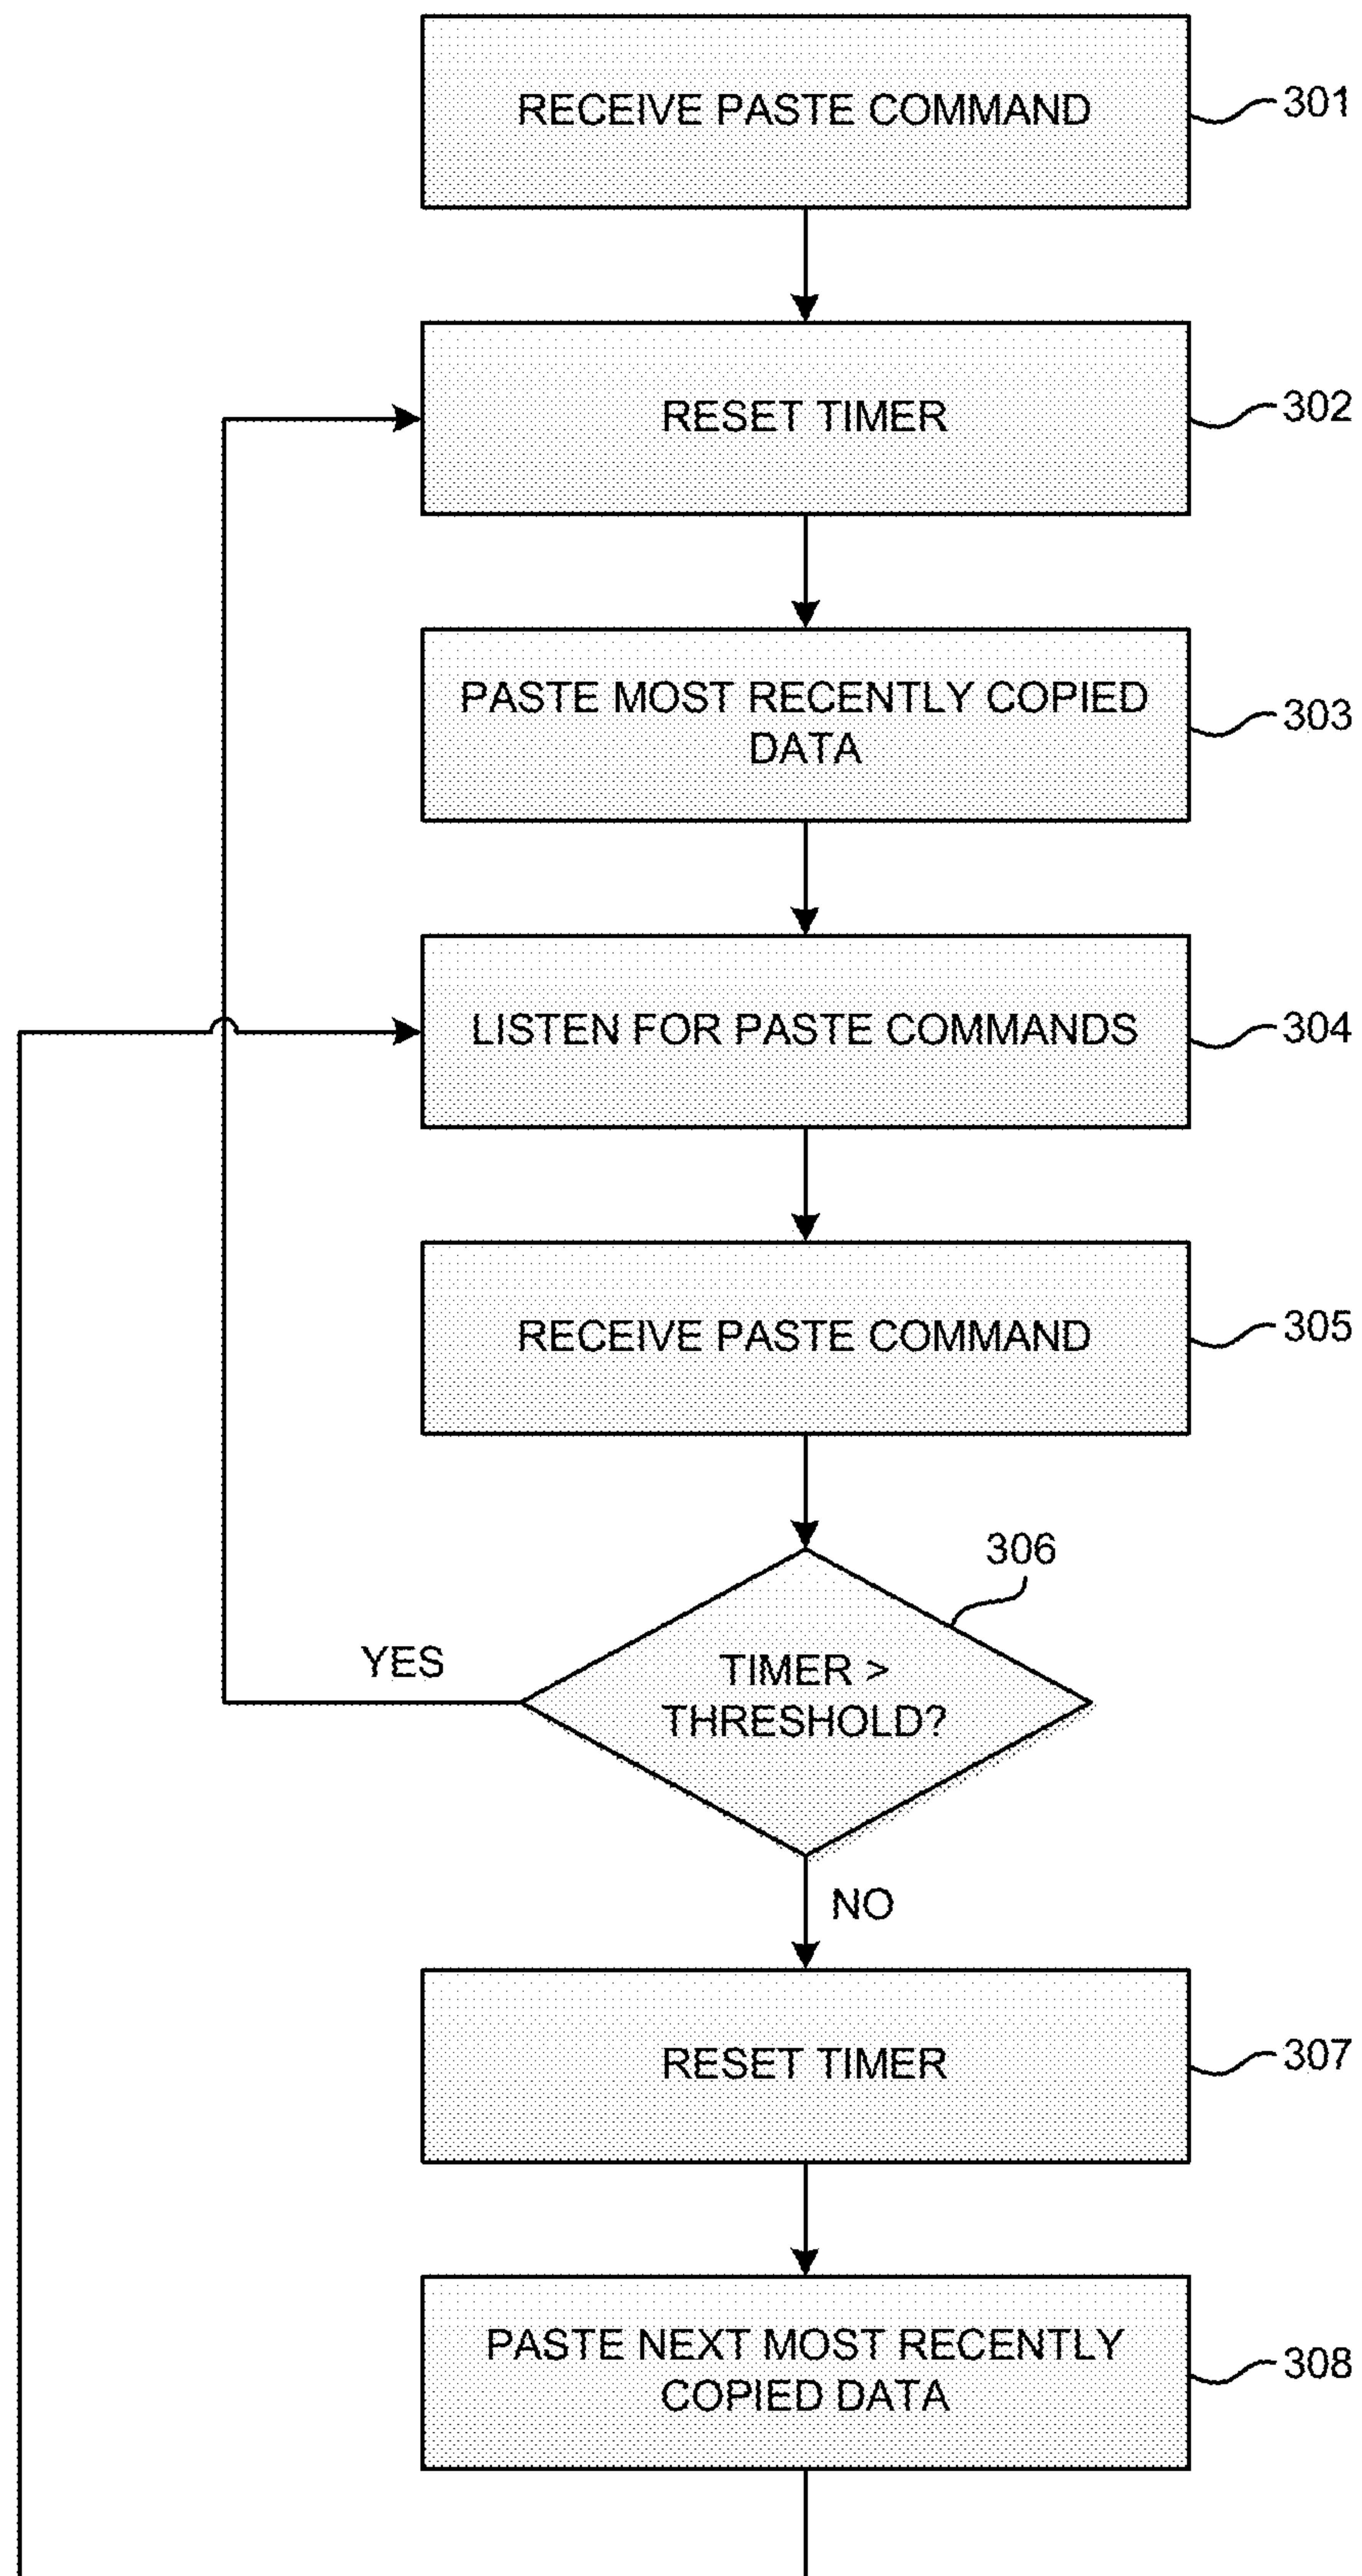 RECEIVE PASTE COMMAND
301
RESET TIMER
302
PASTE MOST RECENTLY COPIED
DATA
303
LISTEN FOR PASTE COMMANDS
304
RECEIVE PASTE COMMAND
305
306
YES
TIMER >
THRESHOLD?
NO
RESET TIMER
307
PASTE NEXT MOST RECENTLY
COPIED DATA
308